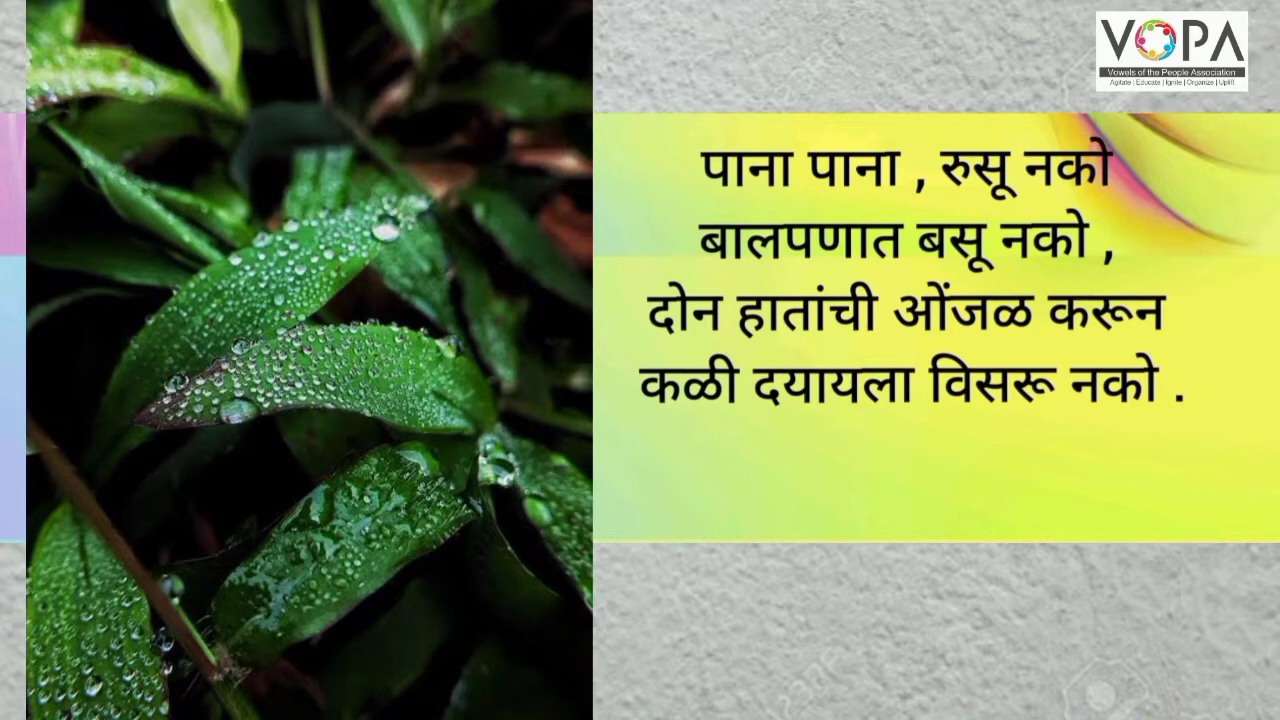 VOPA
Vowels of the People Association
Agitate | Educate | Ignite | Organize | Uplift
पाना पाना , रुसू नको
बालपणात बसू नको ,
दोन हातांची ओंजळ करून
कळी दयायला विसरू नको .